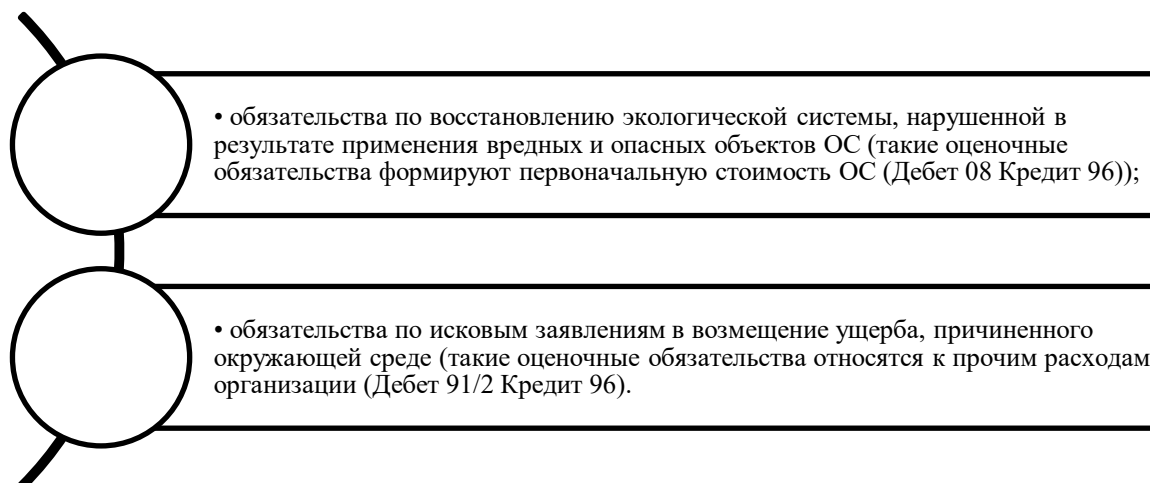 • обязательства по восстановлению экологической системы, нарушенной в
результате применения вредных и опасных объектов ОС (такие оценочные
обязательства формируют первоначальную стоимость ОС (Дебет 08 Кредит 96));
• обязательства по исковым заявлениям в возмещение ущерба, причиненного
окружающей среде (такие оценочные обязательства относятся к прочим расходам
организации (Дебет 91/2 Кредит 96).